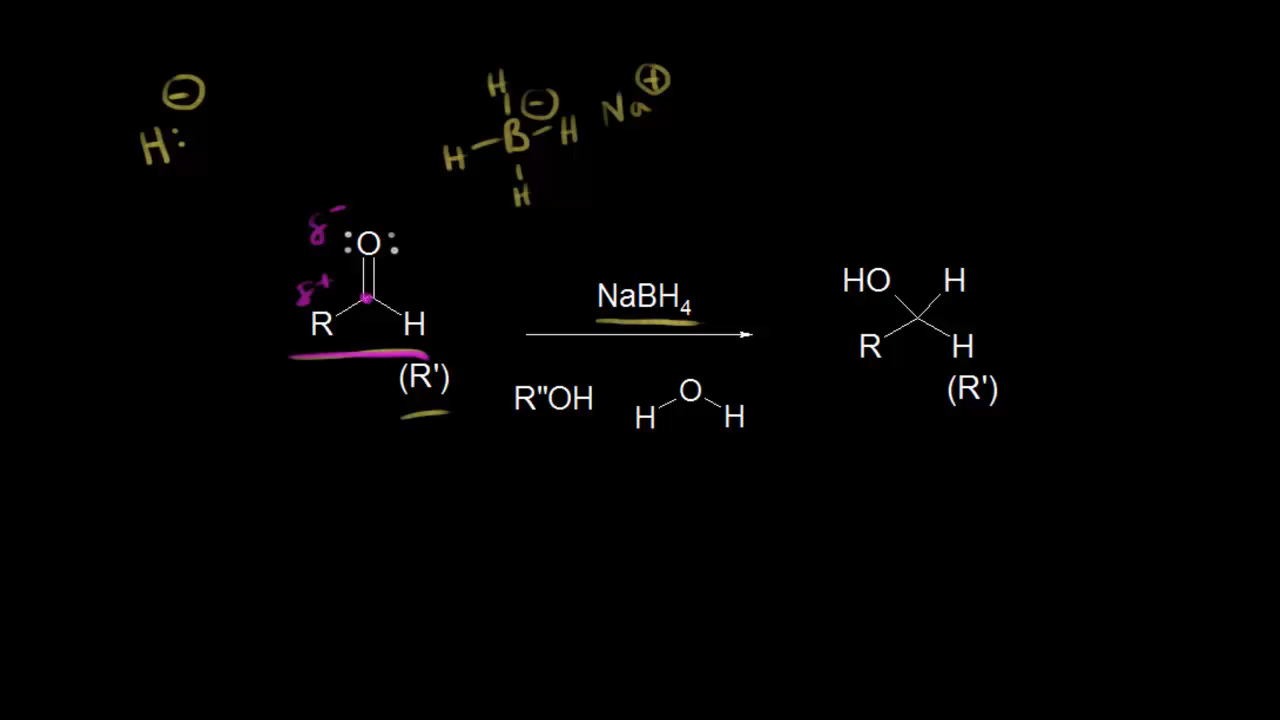 H:⊖
H
B⊖
H
H
H
Na⊕
δ-
:O:
δ+
R
H
(R')
NaBH4
R"OH
H
O
H
HO
H
R
H
(R')